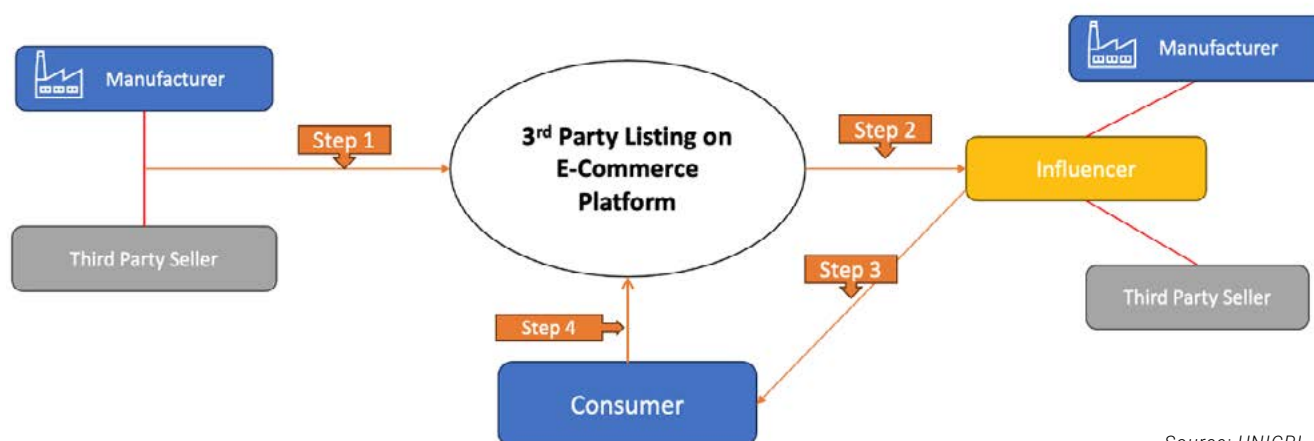 Manufacturer
Step 1
Third Party Seller
3rd Party Listing on
E-Commerce
Platform
Step 2
Manufacturer
Influencer
Third Party Seller
Step 3
Step 4
Consumer